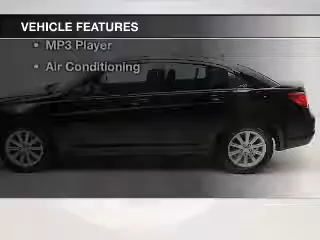 VEHICLE FEATURES
• MP3 Player
• Air Conditioning